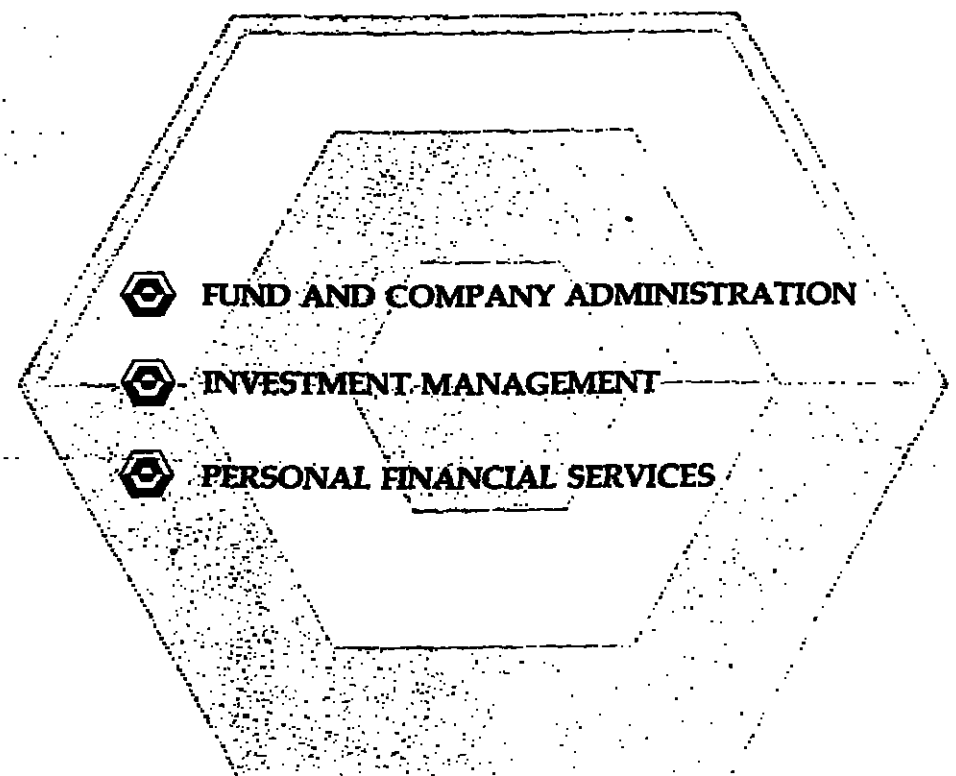 FUND AND COMPANY ADMINISTRATION
INVESTMENT MANAGEMENT
PERSONAL FINANCIAL SERVICES